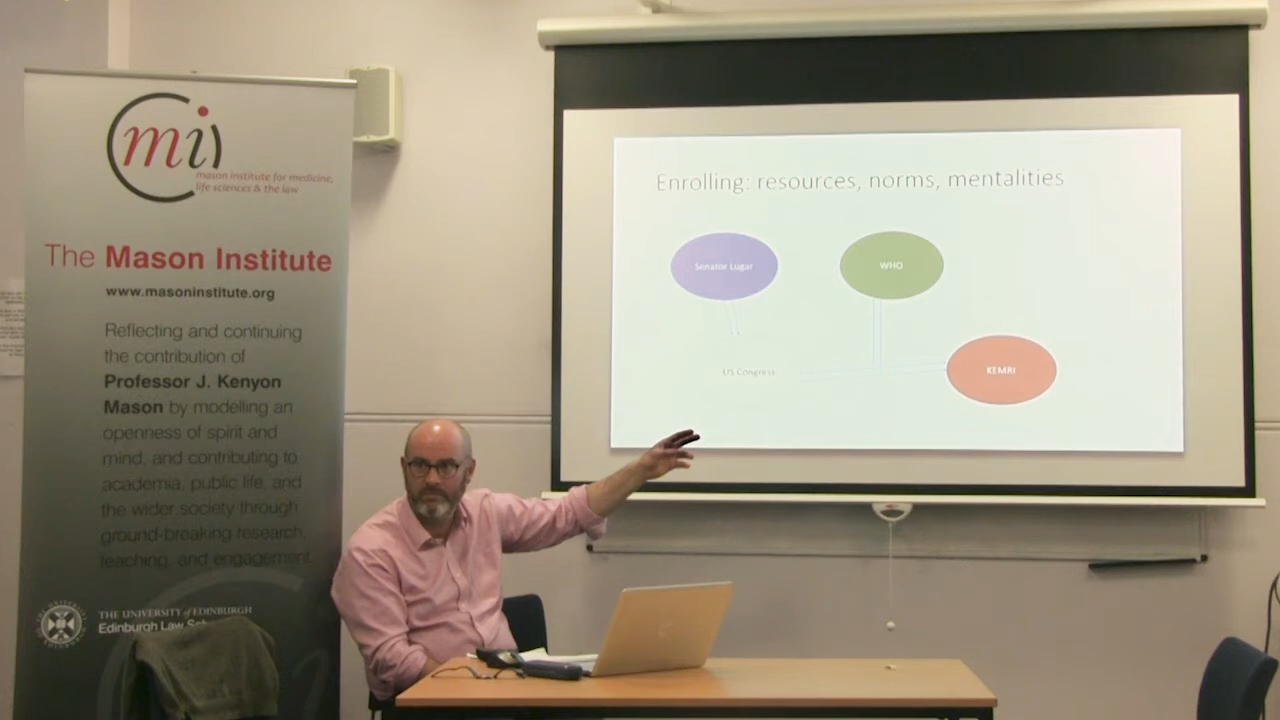 mi
mason institute for medicine,
life sciences & the law
The Mason Institute
www.masoninstitute.org
Reflecting and continuing
the contribution of
Professor J. Kenyon
Mason by modelling an
openness of spirit and
mind, and contributing to
academia, public life, and
the wider society through
ground-breaking research,
teaching, and engagement.
THE UNIVERSITY of EDINBURGH
Edinburgh Law
Enrolling: resources, norms, mentalities
Senator Lugar
WHO
US Congress
KEMRI